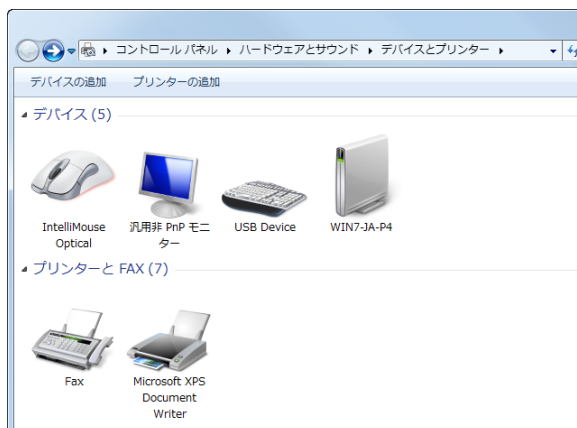 コントロール パネル ▸ ハードウェアとサウンド ▸ デバイスとプリンター ▸
デバイスの追加 プリンターの追加
デバイス (5)
IntelliMouse
Optical
汎用非 PnP モニ
ター
USB Device
WIN7-JA-P4
プリンターと FAX (7)
Fax
Microsoft XPS
Document
Writer